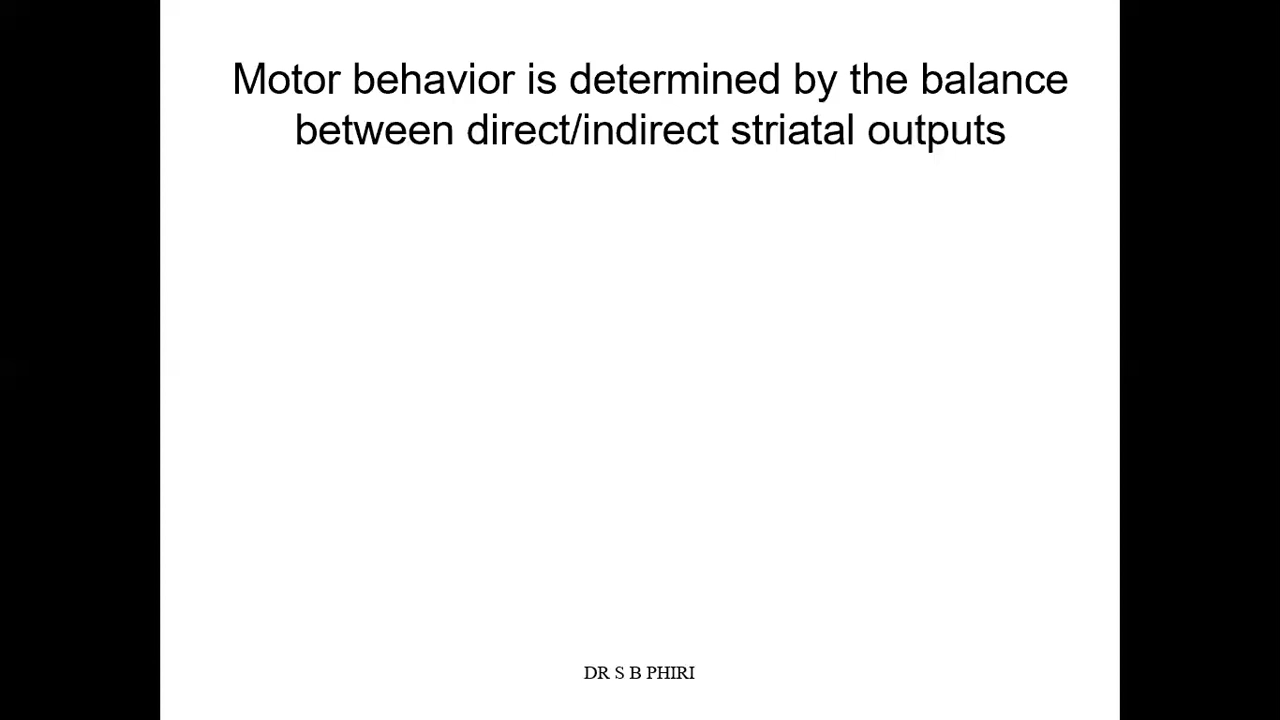 Motor behavior is determined by the balance
between direct/indirect striatal outputs
DR S B PHIRI